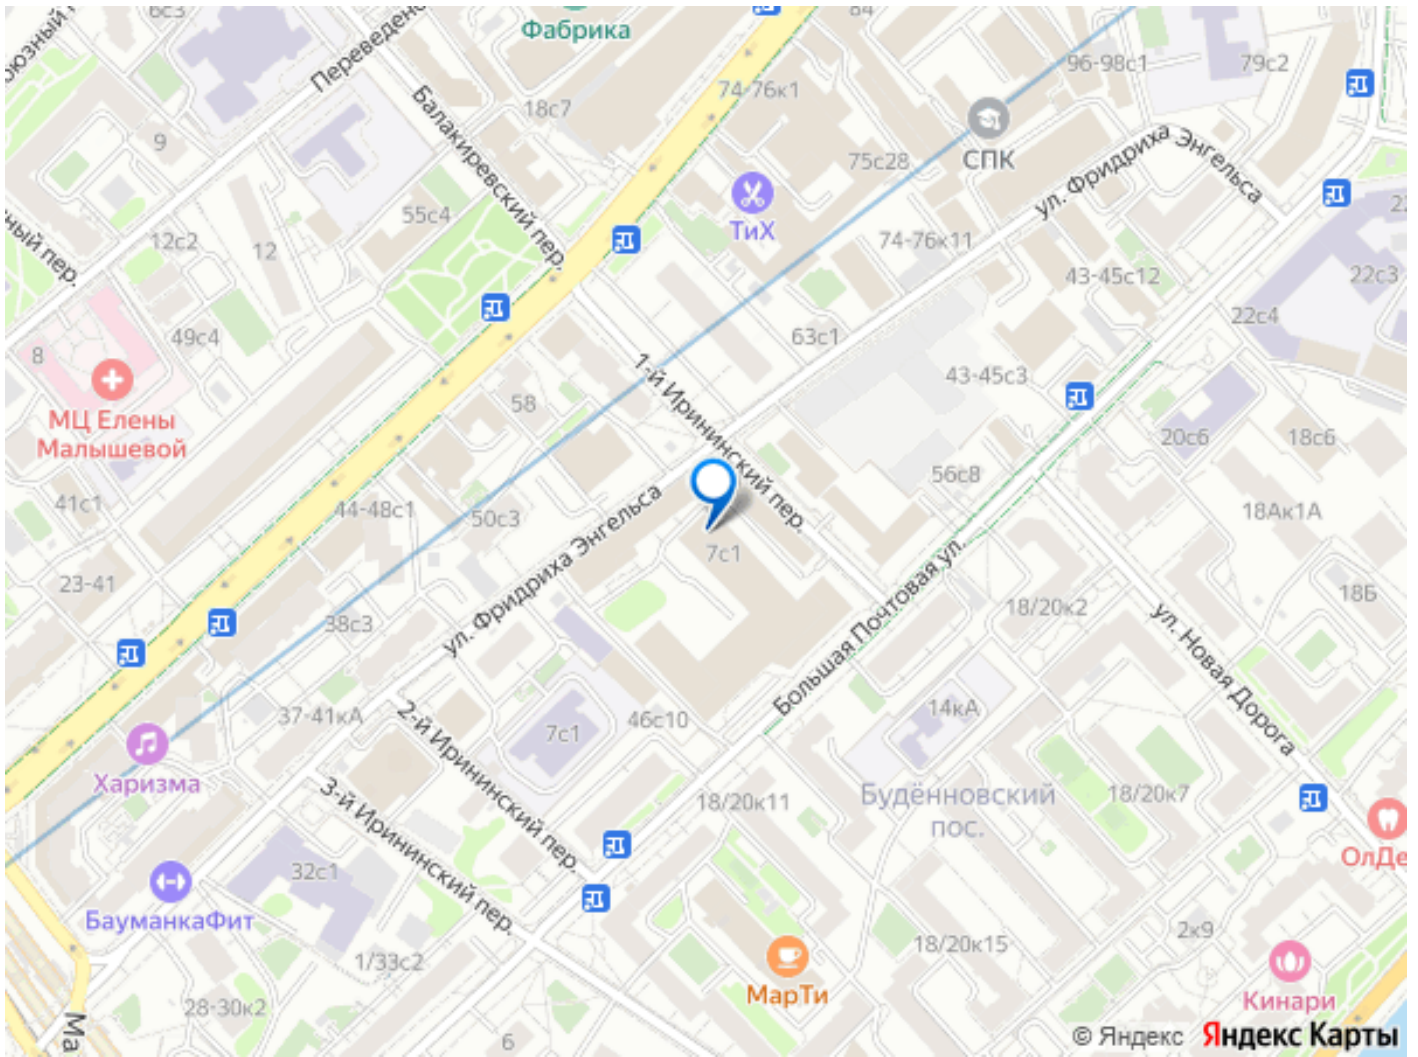 6с3
Фабрика
84
Переведено
96-98с1
79с2
74-76к1
18с7
Балакиревский пер.
9
СПК
75с28
ул. Фридриха Энгельса
55с4
ТиХ
12с2
12
74-76к11
43-45с12
22с3
22с4
49с4
63с1
8
1-й Ирининский пер.
43-45с3
58
МЦ Елены
Малышевой
20с6
18с6
56с8
41с1
44-48с1
50с3
18Ак1А
7с1
ул. Фридриха Энгельса
23-41
Большая Почтовая ул.
18/20к2
18Б
38с3
ул. Новая Дорога
37-41кА
2-й Ирининский пер.
46с10
14кА
7с1
Харизма
3-й Ирининский пер.
18/20к11
Будённовский
пос.
18/20к7
ОлДе
32с1
БауманкаФит
2к9
18/20к15
1/33с2
МарТи
Кинари
28-30к2
Ма
6
© Яндекс Яндекс Карты